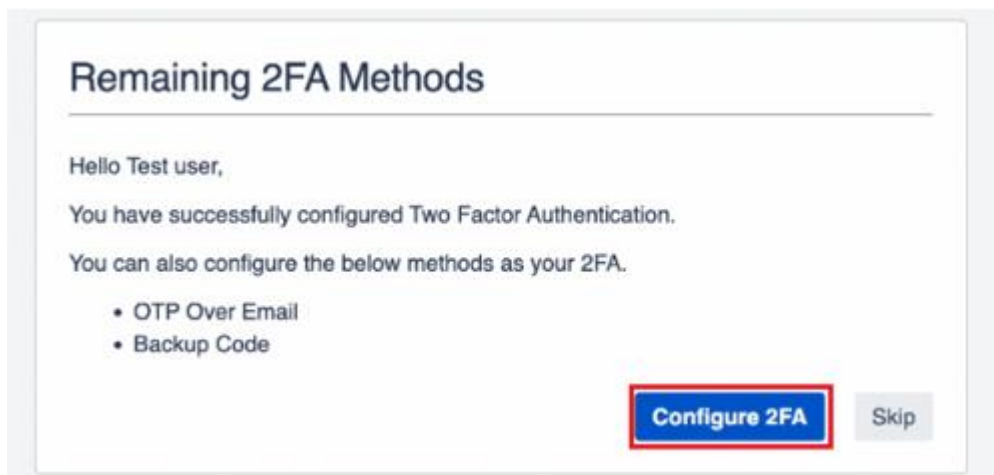 Remaining 2FA Methods
Hello Test user,
You have successfully configured Two Factor Authentication.
You can also configure the below methods as your 2FA.
• OTP Over Email
• Backup Code
Configure 2FA Skip